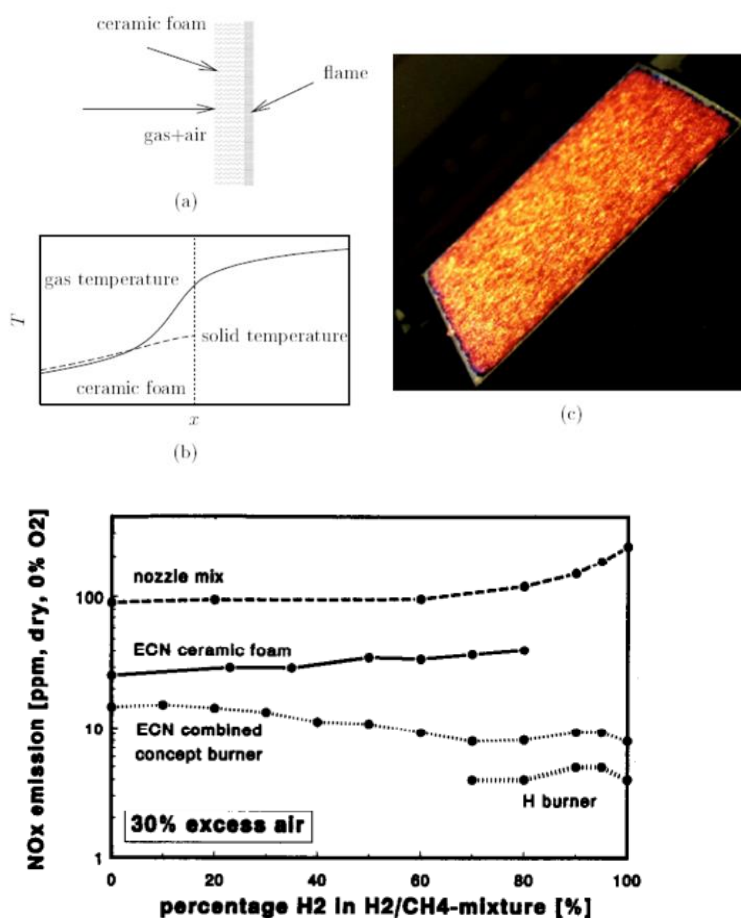 ceramic foam
flame
gas+air
(a)
gas temperature
T
solid temperature
ceramic foam
x
(b)
(c)
NOx emission [ppm, dry, 0% O2]
100
10
1
nozzle mix
ECN ceramic foam
ECN combined
concept burner
H burner
30% excess air
0
20
40
60
80
100
percentage H2 in H2/CH4-mixture [%]